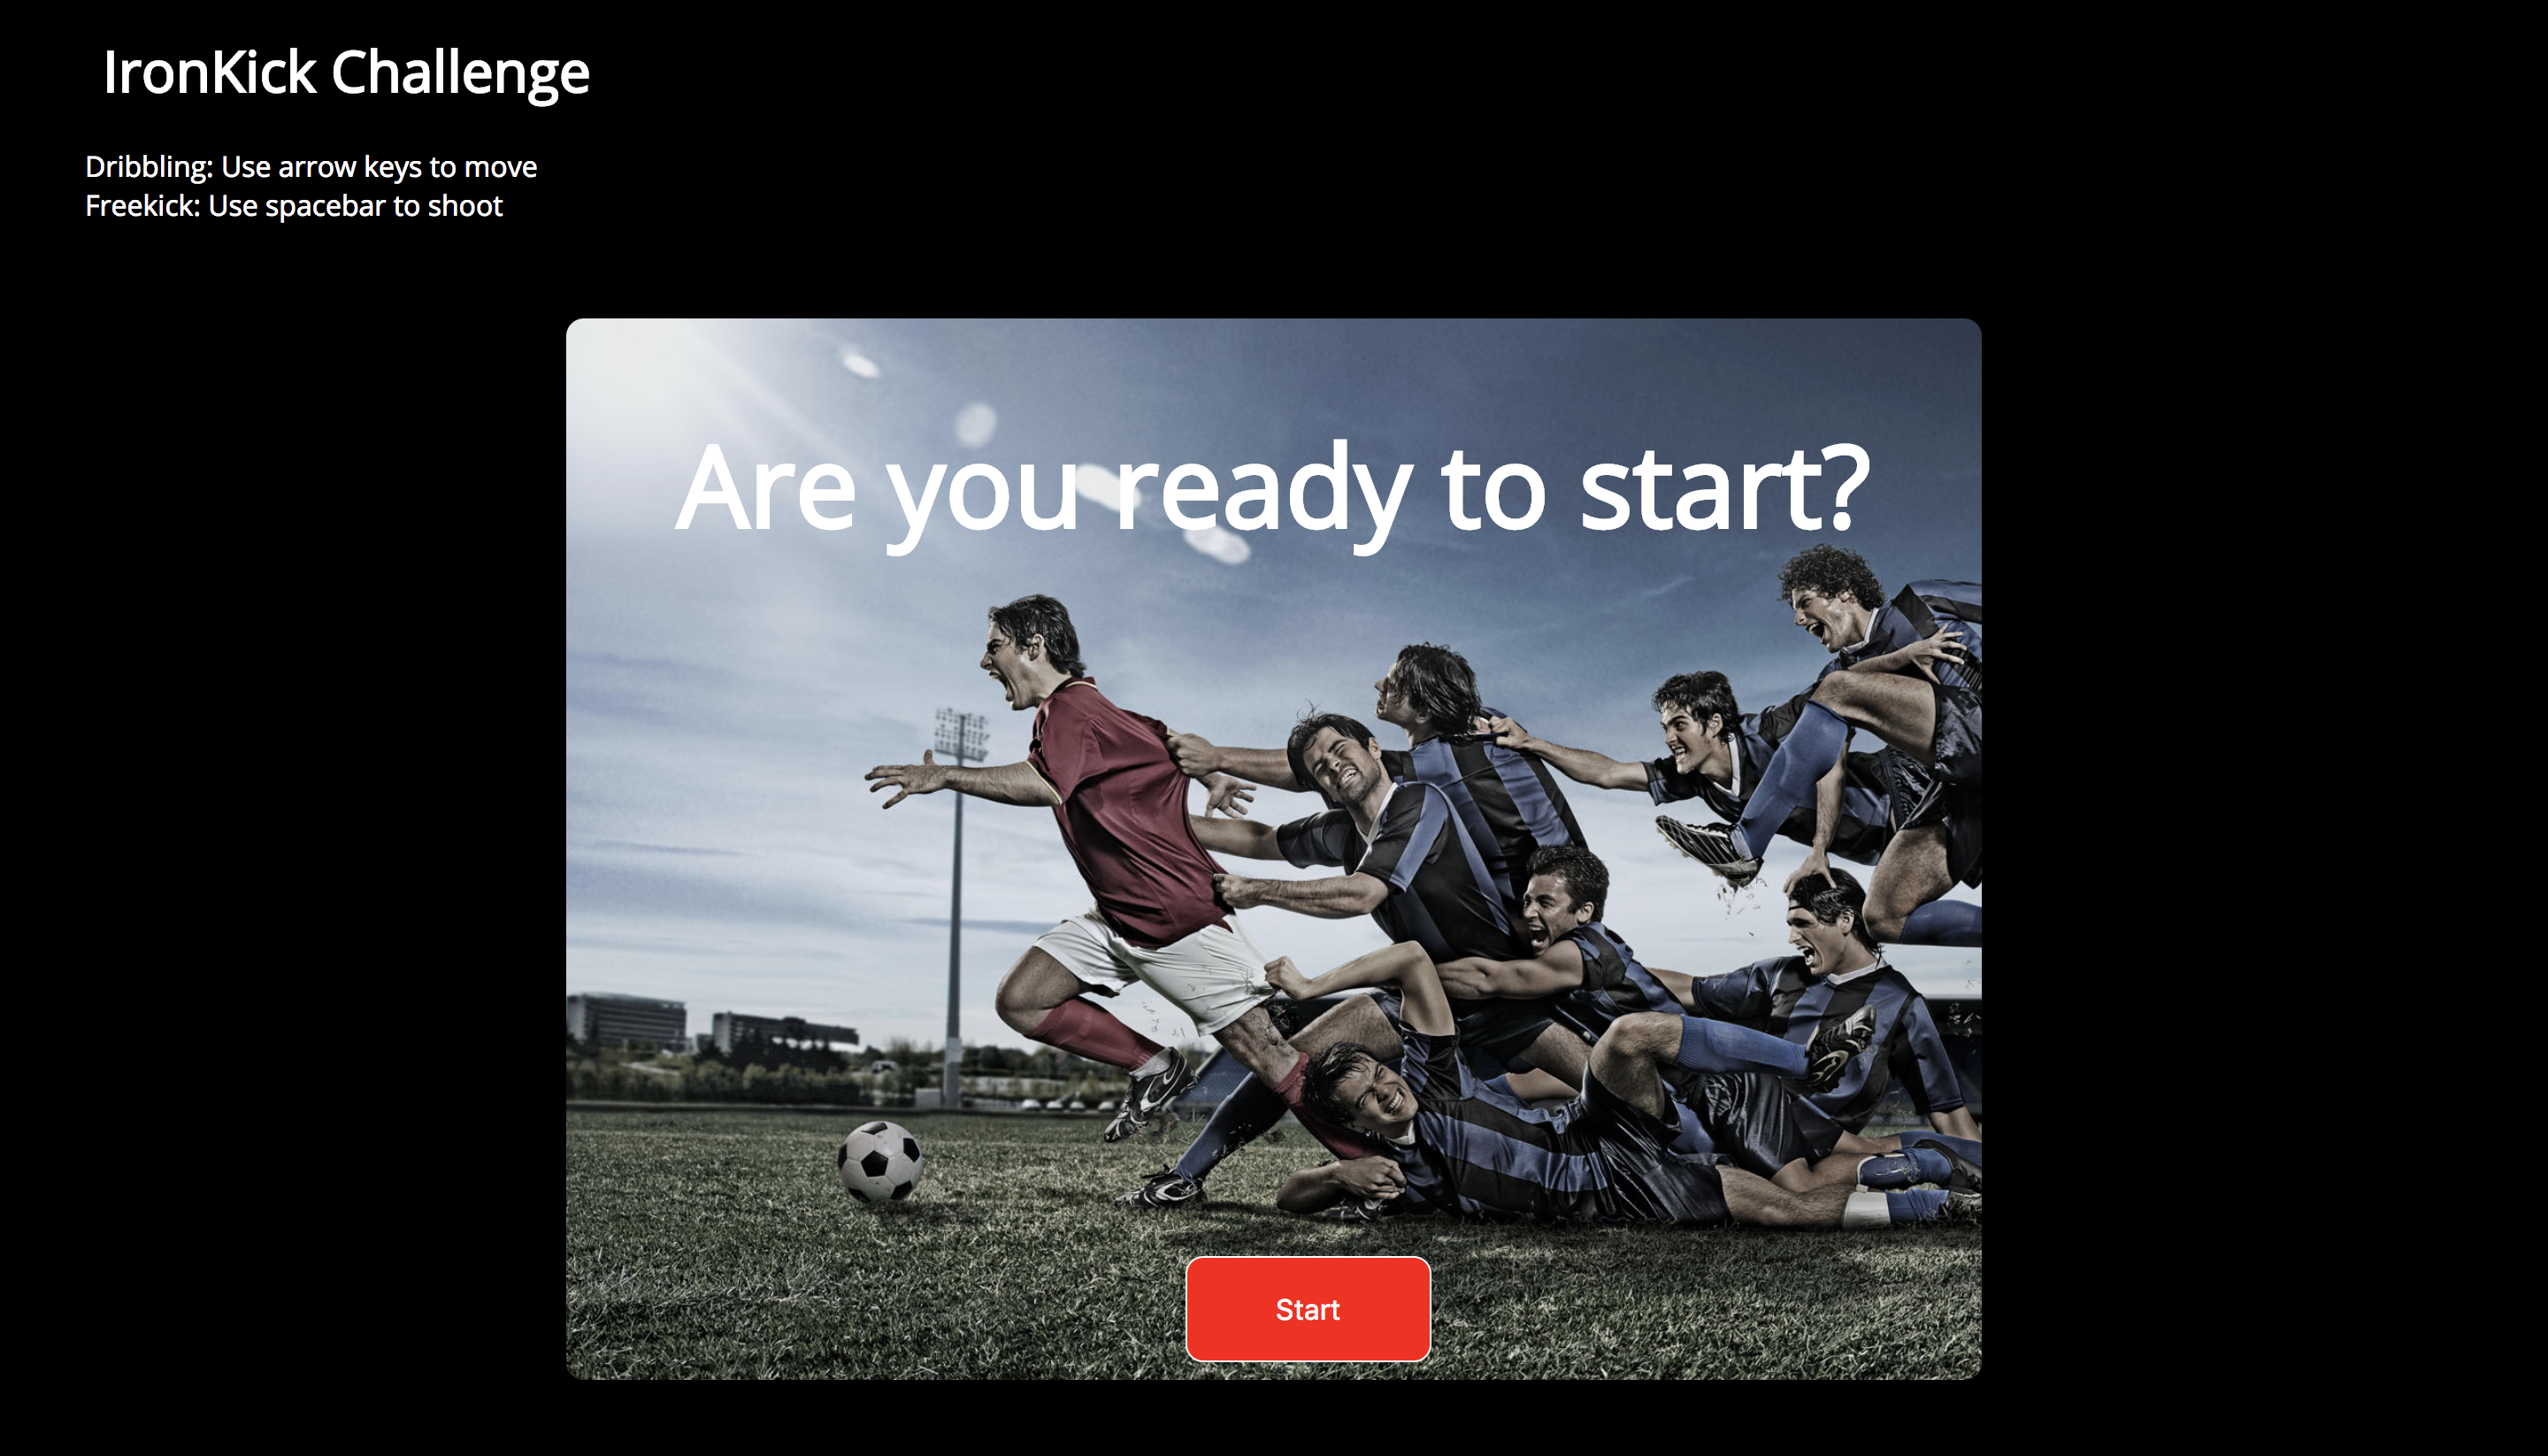 IronKick Challenge
Dribbling: Use arrow keys to move
Freekick: Use spacebar to shoot
Are you ready to start?
Start